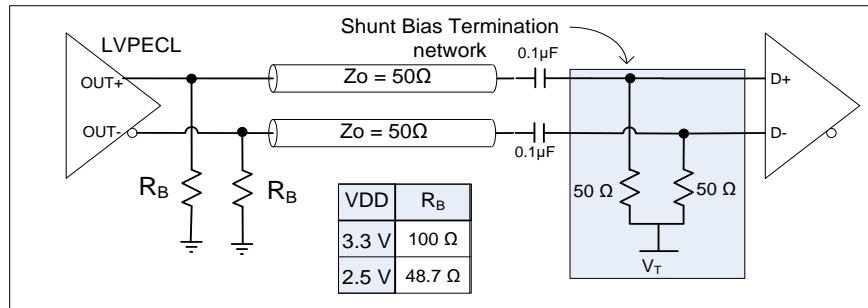 Shunt Bias Termination
network
LVPECL
0.1µF
OUT+
Zo = 50Ω
D+
OUT-
Zo = 50Ω
D-
0.1µF
RB
RB
50 Ω
50 Ω
VDD RB
3.3 V 100 Ω
2.5 V 48.7 Ω
VT